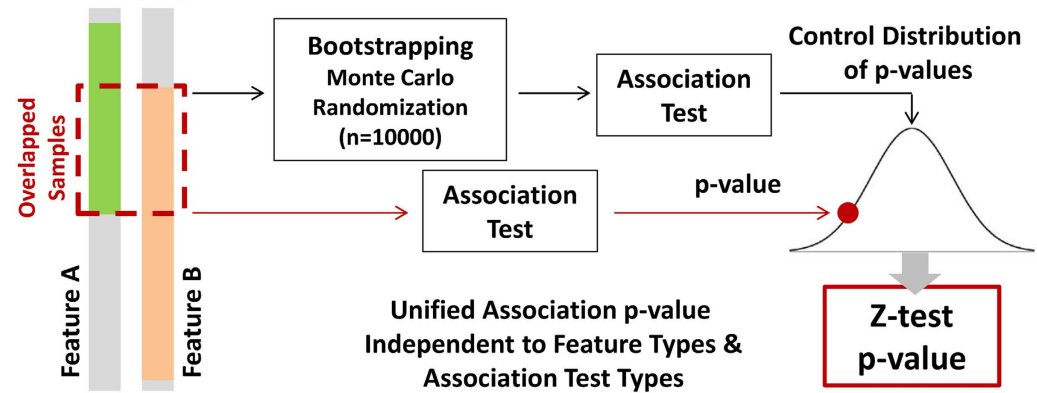 Overlapped
Samples
Feature A
Feature B
Bootstrapping
Monte Carlo
Randomization
(n=10000)
Association
Test
Control Distribution
of p-values
Association
Test
p-value
Unified Association p-value
Independent to Feature Types &
Association Test Types
Z-test
p-value